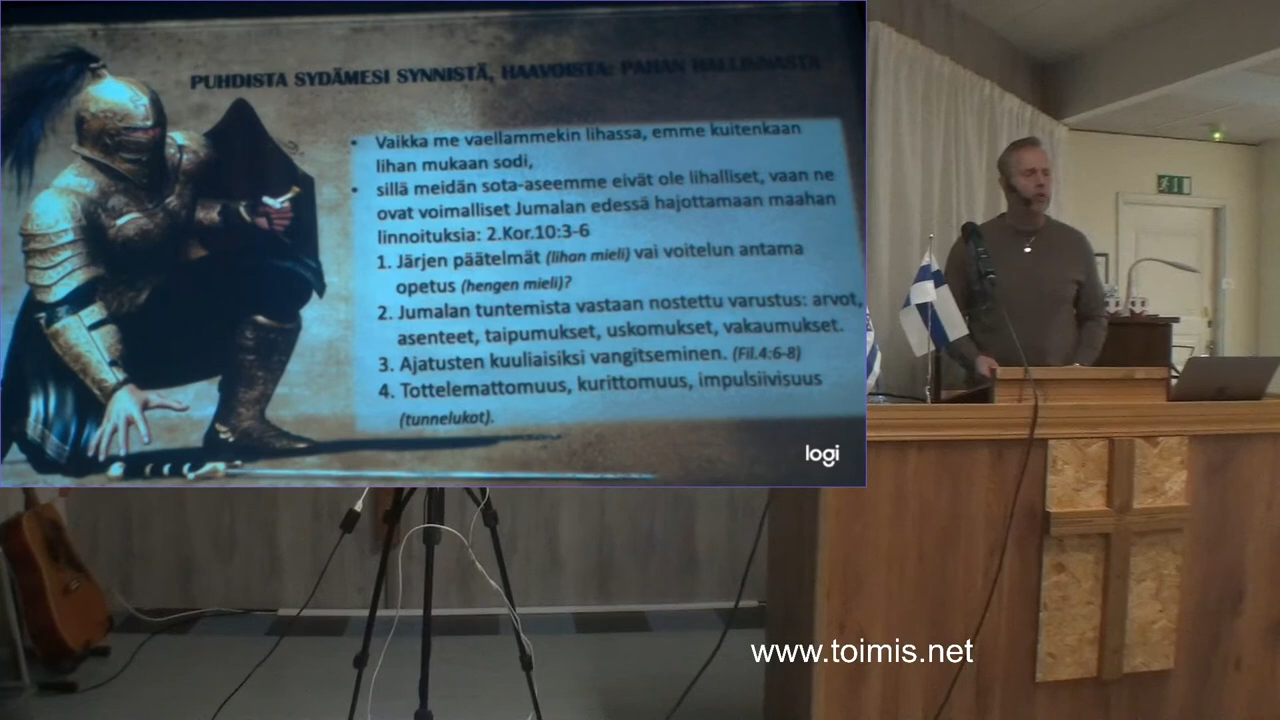 PUHDISTA SYDÄMESI SYNNISTÄ, HAAVOISTA: PAHAN HALLINNASTA
• Vaikka me vaellammekin lihassa, emme kuitenkaan
lihan mukaan sodi,
• sillä meidän sota-aseemme eivät ole lihalliset, vaan ne
ovat voimalliset Jumalan edessä hajottamaan maahan
linnoituksia: 2.Kor.10:3-6
1. Järjen päätelmät (lihan mieli) vai voitelun antama
opetus (hengen mieli)?
2. Jumalan tuntemista vastaan nostettu varustus: arvot,
asenteet, taipumukset, uskomukset, vakaumukset.
3. Ajatusten kuuliaisiksi vangitseminen. (Fil.4:6-8)
4. Tottelemattomuus, kurittomuus, impulsiivisuus
(tunnelukot).
logi
www.toimis.net